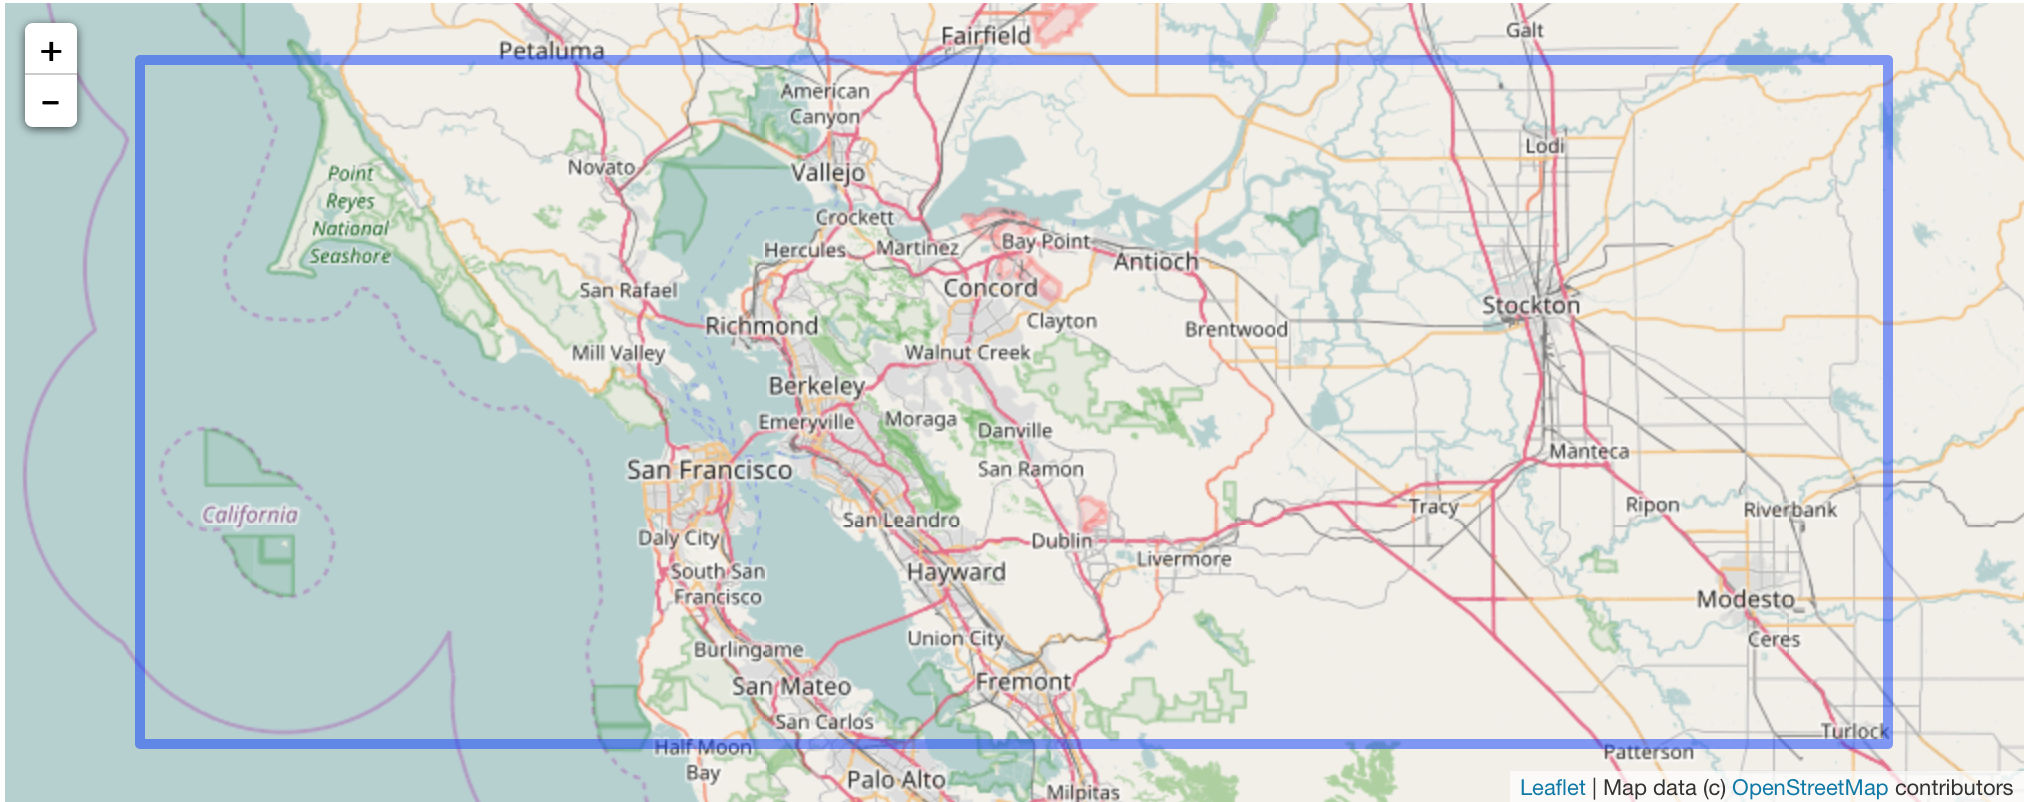 +
−
Petaluma
Fairfield
Galt
American
Canyon
Lodi
Novato
Vallejo
Point
Reyes
National
Seashore
Crockett
Hercules
Martinez
Bay Point
Antioch
San Rafael
Concord
Stockton
Richmond
Clayton
Brentwood
Mill Valley
Walnut Creek
Berkeley
Emeryville
Moraga
Danville
Manteca
San Francisco
San Ramon
California
San Leandro
Tracy
Ripon
Riverbank
Daly City
Dublin
Livermore
South San
Francisco
Hayward
Modesto
Union City
Ceres
Burlingame
San Mateo
Fremont
San Carlos
Turlock
Half Moon
Bay
Patterson
Palo Alto
Milpitas
Leaflet | Map data (c) OpenStreetMap contributors